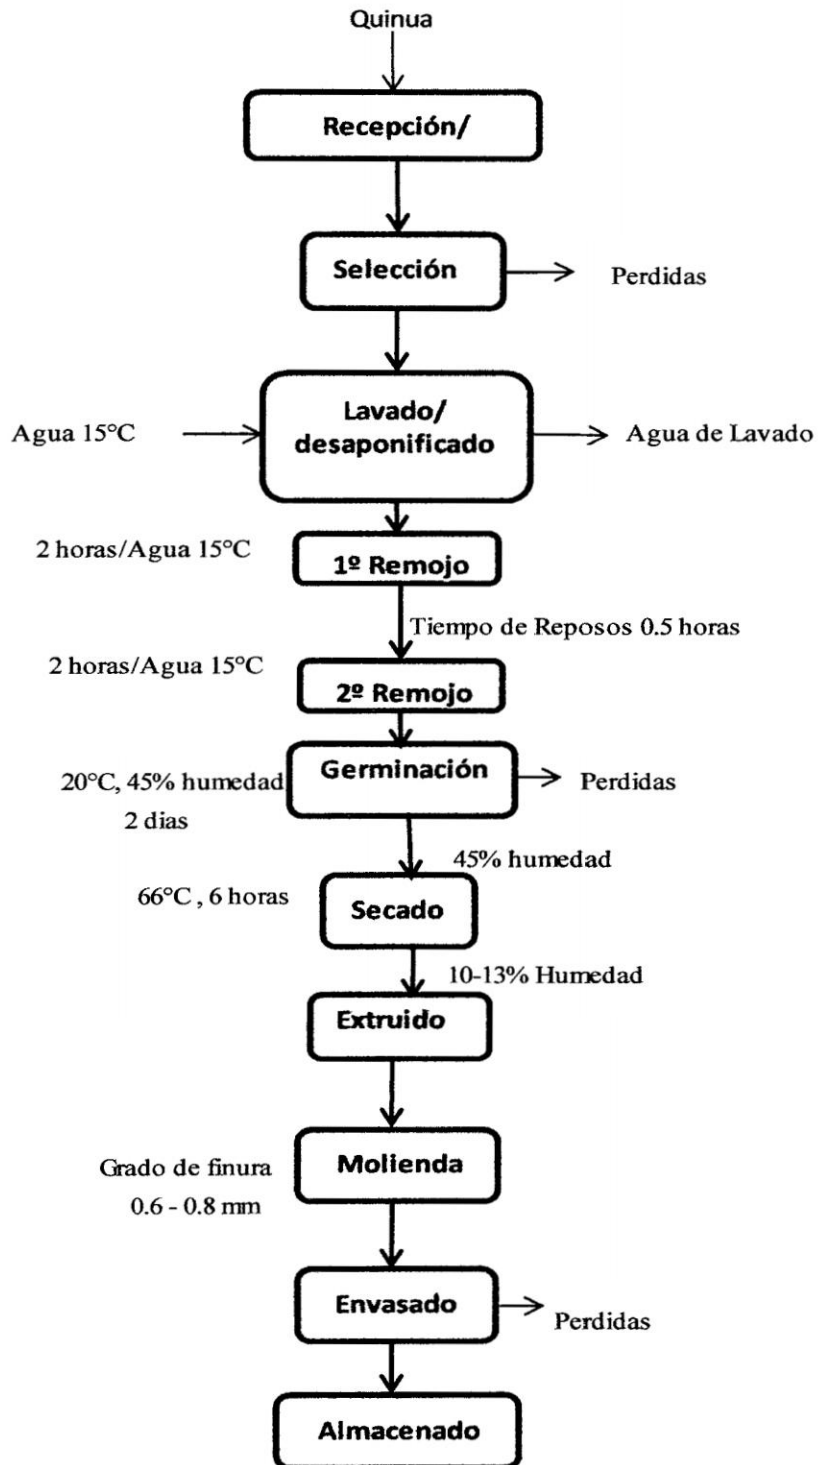 Quinua
Recepción/
Selección
Perdidas
Lavado/
desaponificado
Agua 15°C
Agua de Lavado
2 horas/Agua 15°C
1º Remojo
Tiempo de Reposos 0.5 horas
2 horas/Agua 15°C
2º Remojo
Germinación
20°C, 45% humedad
2 dias
Perdidas
45% humedad
66°C , 6 horas
Secado
10-13% Humedad
Extruido
Molienda
Grado de finura
0.6 - 0.8 mm
Envasado
Perdidas
Almacenado